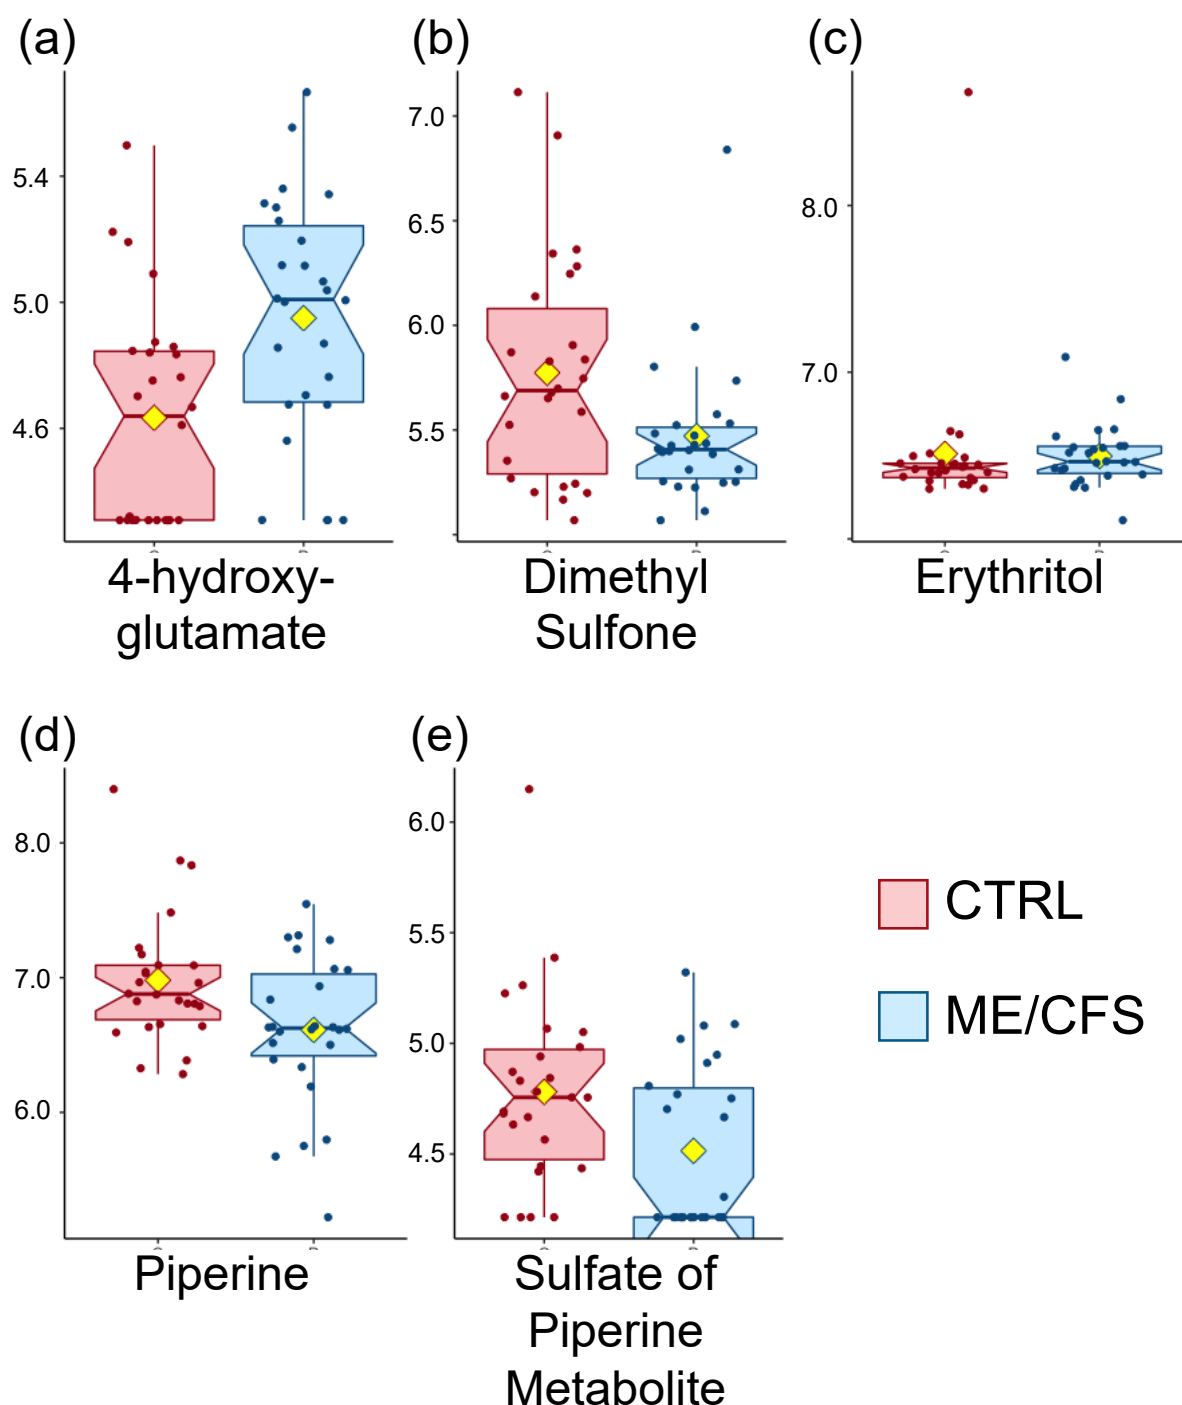 (a)
5.4
5.0
4.6
4-hydroxy-
glutamate
(b)
7.0
6.5
6.0
5.5
Dimethyl
Sulfone
(c)
8.0
7.0
Erythritol
(d)
8.0
7.0
6.0
Piperine
(e)
6.0
5.5
5.0
4.5
Sulfate of
Piperine
Metabolite
CTRL
ME/CFS